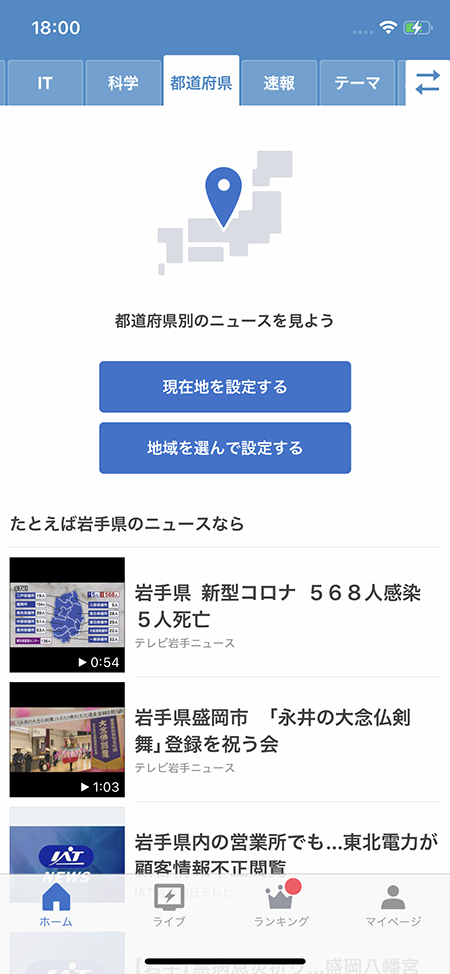 18:00
IT
科学
都道府県
速報
テーマ
都道府県別のニュースを見よう
現在地を設定する
地域を選んで設定する
たとえば岩手県のニュースなら
岩手県 新型コロナ ５６８人感染
５人死亡
テレビ岩手ニュース
0:54
岩手県盛岡市 「永井の大念仏剣
舞」登録を祝う会
テレビ岩手ニュース
1:03
岩手県内の営業所でも…東北電力が
顧客情報不正閲覧
IAT
NEWS
ホーム
ライブ
ランキング
マイページ